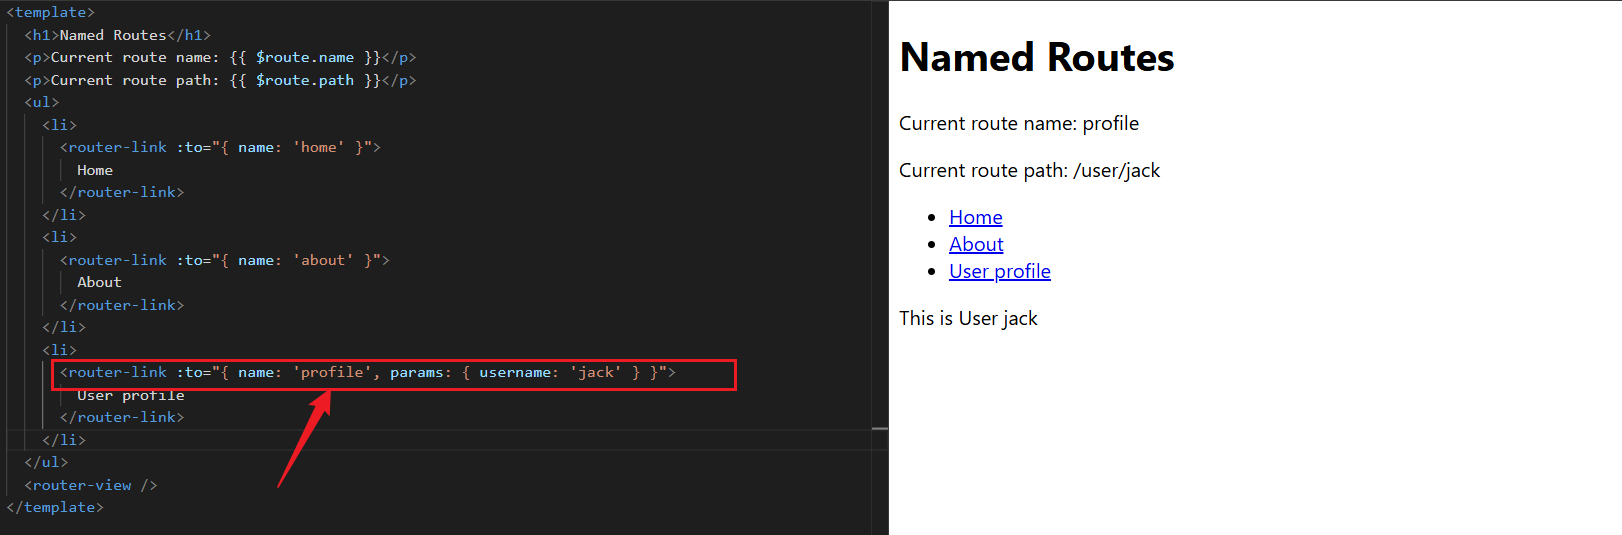 <template>
<h1>Named Routes</h1>
<p>Current route name: {{ $route.name }}</p>
<p>Current route path: {{ $route.path }}</p>
<ul>
<li>
<router-link :to="{ name: 'home' }">
Home
</router-link>
</li>
<li>
<router-link :to="{ name: 'about' }">
About
</router-link>
</li>
<li>
<router-link :to="{ name: 'profile', params: { username: 'jack' } }">
User profile
</router-link>
</li>
</ul>
<router-view />
</template>
Named Routes
Current route name: profile
Current route path: /user/jack
Home
About
User profile
This is User jack